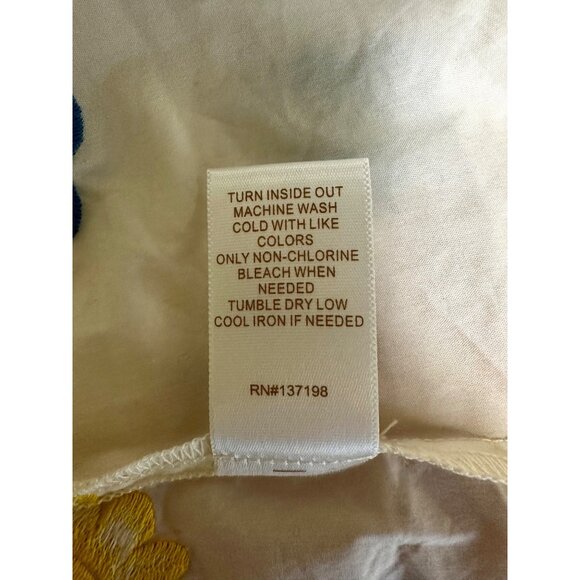 TURN INSIDE OUT
MACHINE WASH
COLD WITH LIKE
COLORS
ONLY NON-CHLORINE
BLEACH WHEN
NEEDED
TUMBLE DRY LOW
COOL IRON IF NEEDED
RN#137198